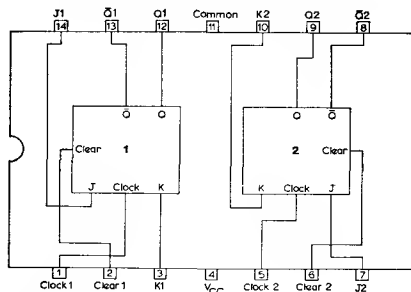 J1 Q̄1 Q1 Common K2 Q2 Q̄2
14 13 12 11 10 9 8
Q̄ Q Q Q̄
Clear 1 2 Clear
J Clock K K Clock J
1 2 3 4 5 6 7
Clock 1 Clear 1 K1 VCC Clock 2 Clear 2 J2